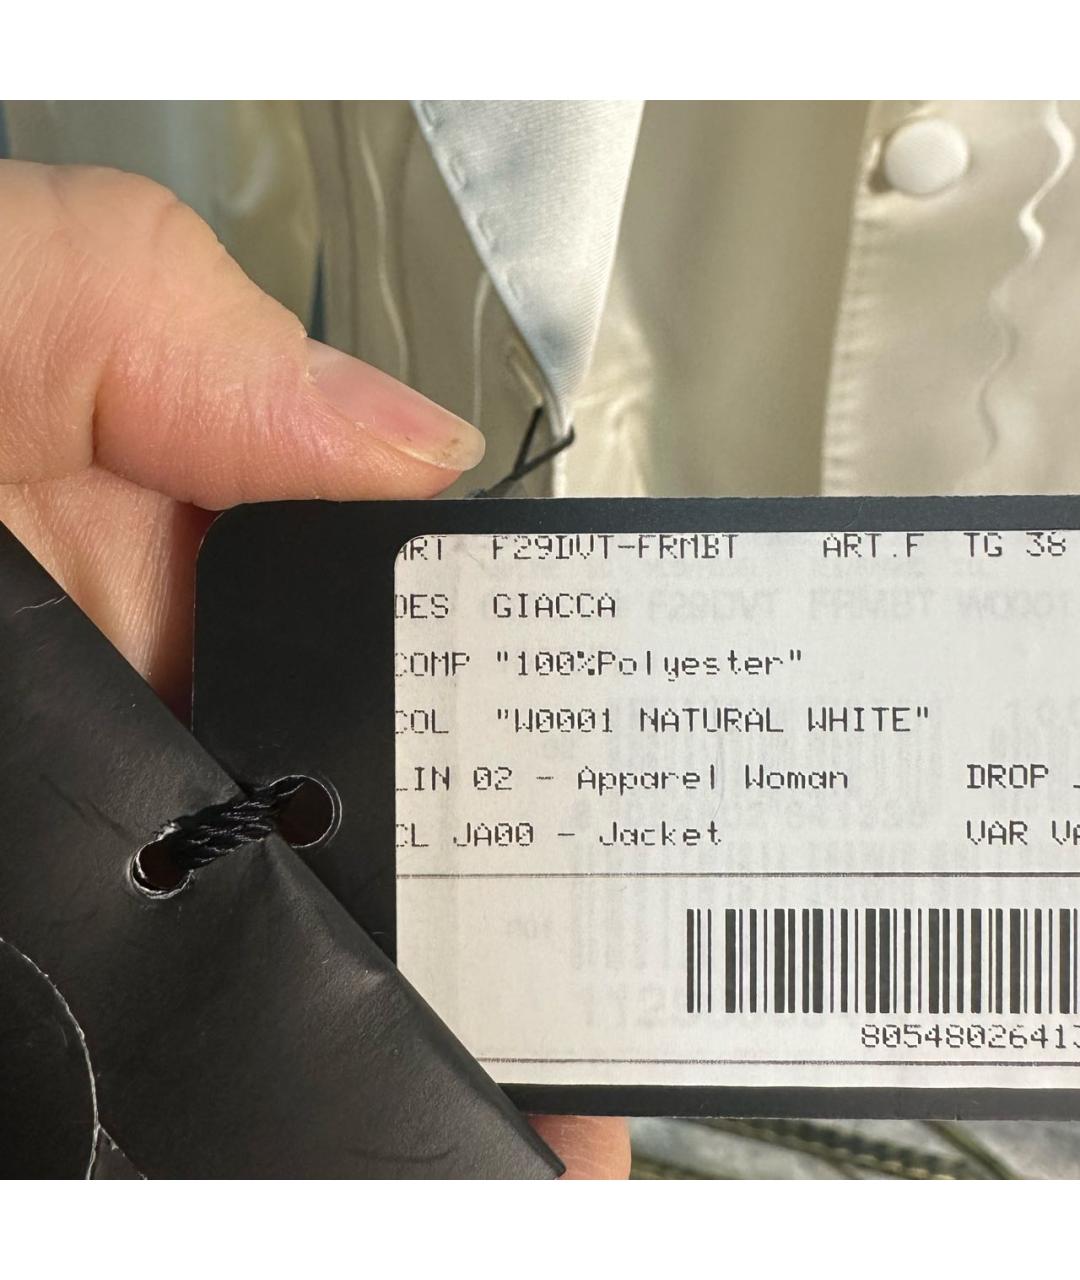 ART F29DVT-FRMBT ART.F TG 38
DES GIACCA
COMP "100%Polyester"
COL "W0001 NATURAL WHITE"
LIN 02 - Apparel Woman DROP
CL JA00 - Jacket VAR
80548026413